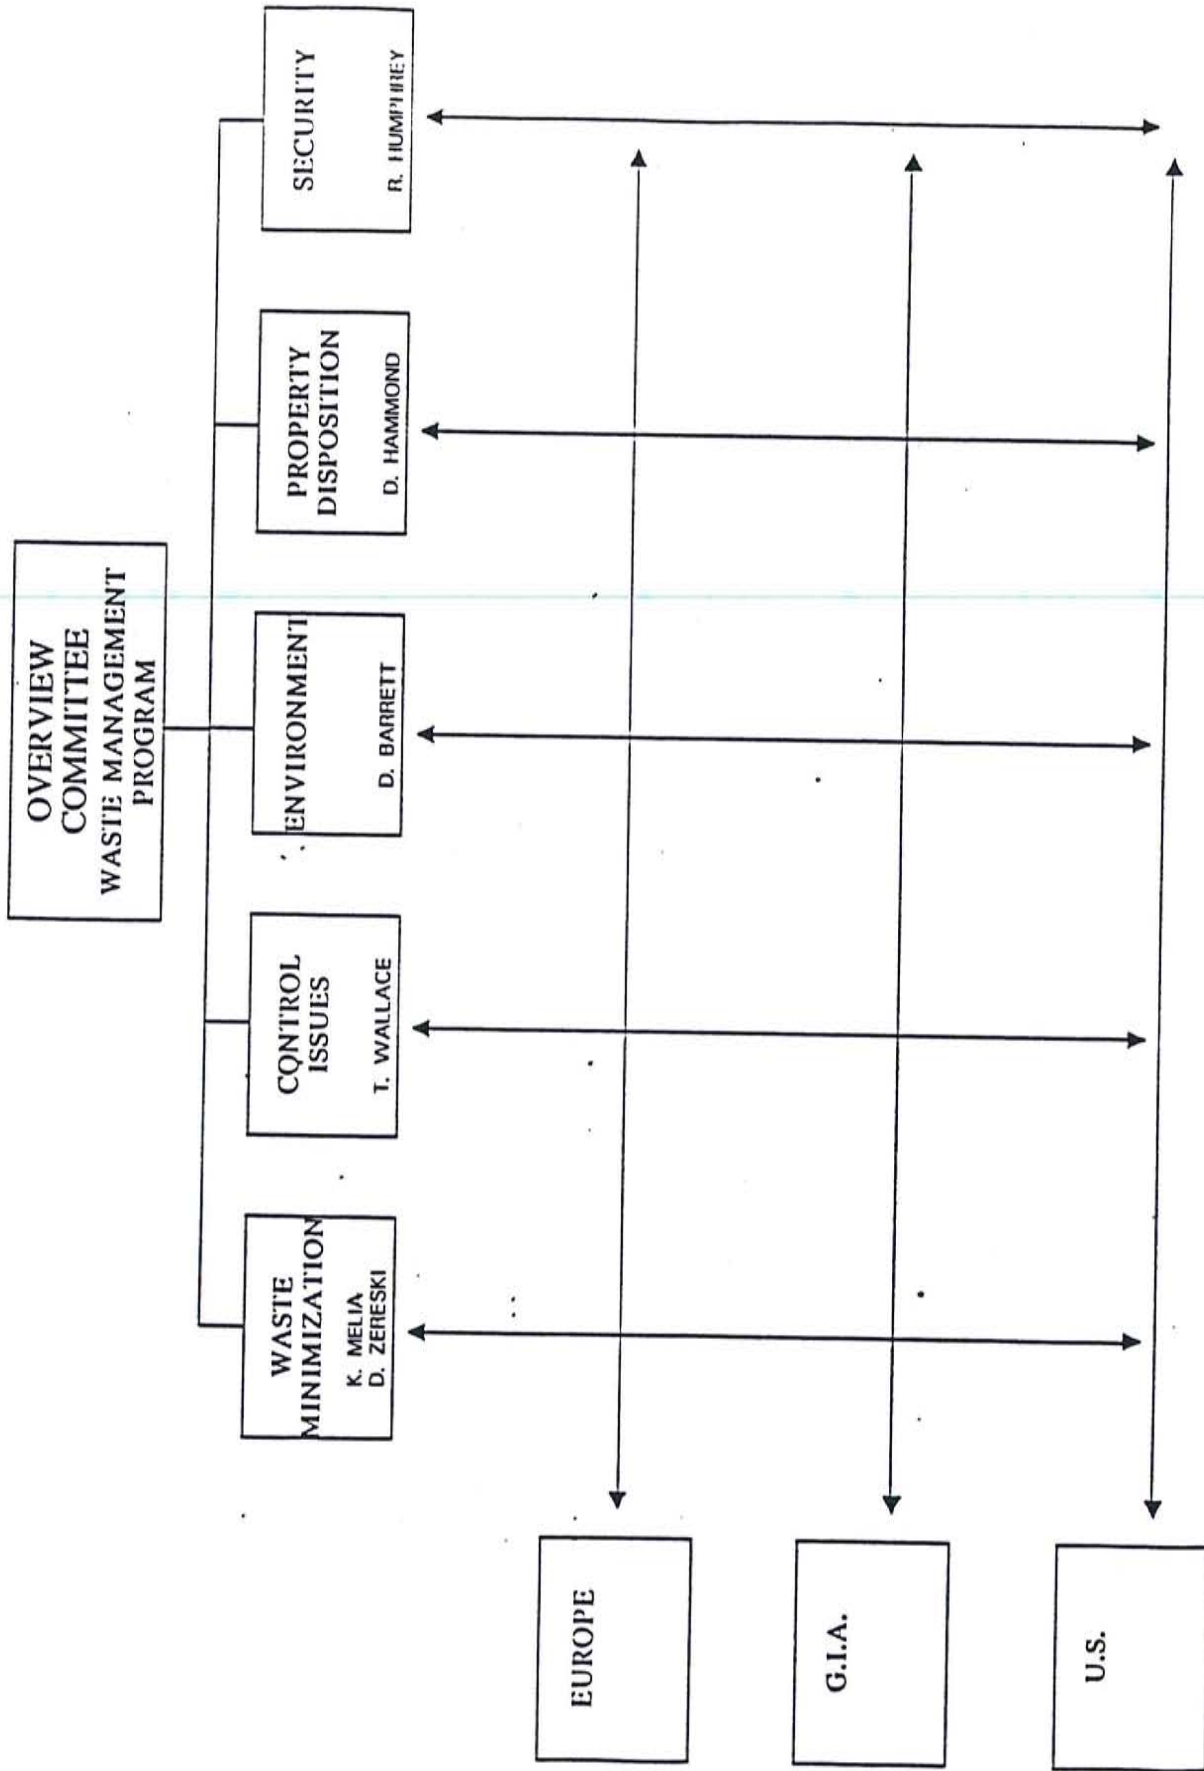 OVERVIEW
COMMITTEE
WASTE MANAGEMENT
PROGRAM
WASTE
MINIMIZATION
K. MELIA
D. ZERESKI
CONTROL
ISSUES
T. WALLACE
ENVIRONMENT
D. BARRETT
PROPERTY
DISPOSITION
D. HAMMOND
SECURITY
R. HUMPHREY
EUROPE
G.I.A.
U.S.